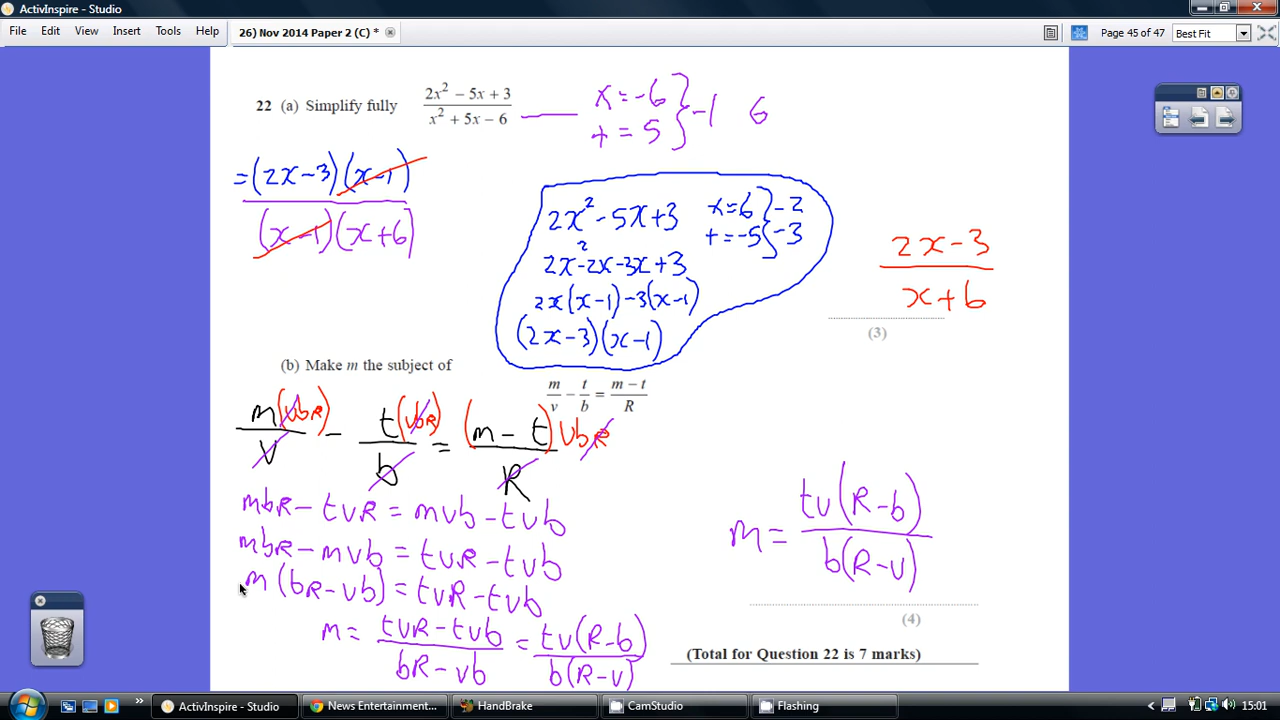 ActivInspire - Studio
File Edit View Insert Tools Help
26) Nov 2014 Paper 2 (C) *
Page 45 of 47
Best Fit
22 (a) Simplify fully (2x² − 5x + 3)/(x² + 5x − 6)
x = -6 } -1 6
+ = 5
= (2x-3)(x-1)
(x-1)(x+6)
2x² - 5x + 3
x = 6 } -2
+ = -5 } -3
2x² - 2x - 3x + 3
2x(x-1) - 3(x-1)
(2x-3)(x-1)
2x-3
x+6
(3)
(b) Make m the subject of
m/v − t/b = (m − t)/R
m(vbR)/v - t(vbR)/b = (m - t)vbR/R
mbR - tvR = mvb - tvb
mbR - mvb = tvR - tvb
m(bR - vb) = tvR - tvb
m = (tvR - tvb)/(bR - vb) = tv(R-b)/b(R-v)
m = tv(R-b)/b(R-v)
(4)
(Total for Question 22 is 7 marks)
ActivInspire - Studio
News Entertainment...
HandBrake
CamStudio
Flashing
15:01